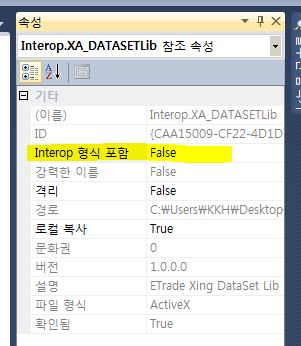 속성
Interop.XA_DATASETLib 참조 속성
기타
(이름) Interop.XA_DATASETLib
ID {CAA15009-CF22-4D1D
Interop 형식 포함 False
강력한 이름 False
격리 False
경로 C:\Users\KKH\Desktop
로컬 복사 True
문화권 0
버전 1.0.0.0
설명 ETrade Xing DataSet Lib
파일 형식 ActiveX
확인됨 True